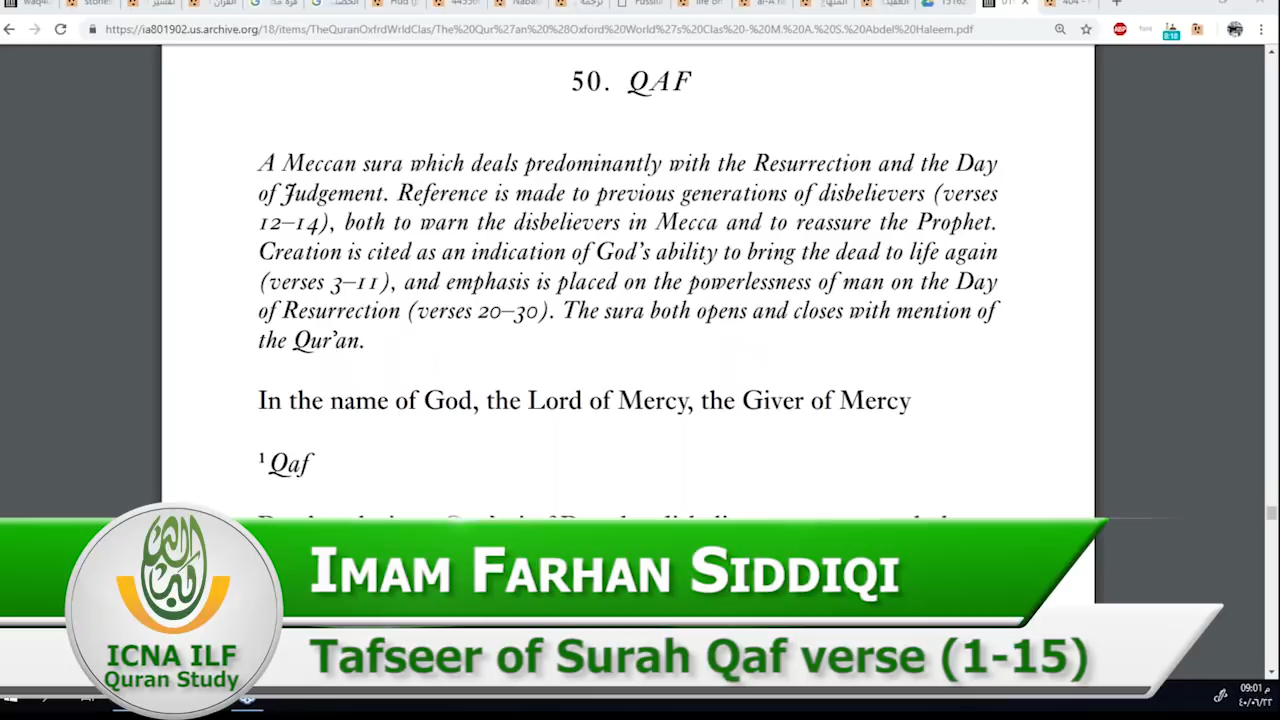 https://ia801902.us.archive.org/18/items/TheQuranOxfrdWrldClas/The%20Qur%27an%20%28Oxford%20World%27s%20Clas%20-%20M.%20A.%20S.%20Abdel%20Haleem.pdf
50. QAF
A Meccan sura which deals predominantly with the Resurrection and the Day
of Judgement. Reference is made to previous generations of disbelievers (verses
12–14), both to warn the disbelievers in Mecca and to reassure the Prophet.
Creation is cited as an indication of God's ability to bring the dead to life again
(verses 3–11), and emphasis is placed on the powerlessness of man on the Day
of Resurrection (verses 20–30). The sura both opens and closes with mention of
the Qur'an.
In the name of God, the Lord of Mercy, the Giver of Mercy
1 Qaf
IMAM FARHAN SIDDIQI
Tafseer of Surah Qaf verse (1-15)
ICNA ILF
Quran Study
09:01 م
٤٠/٠٦/٢٢